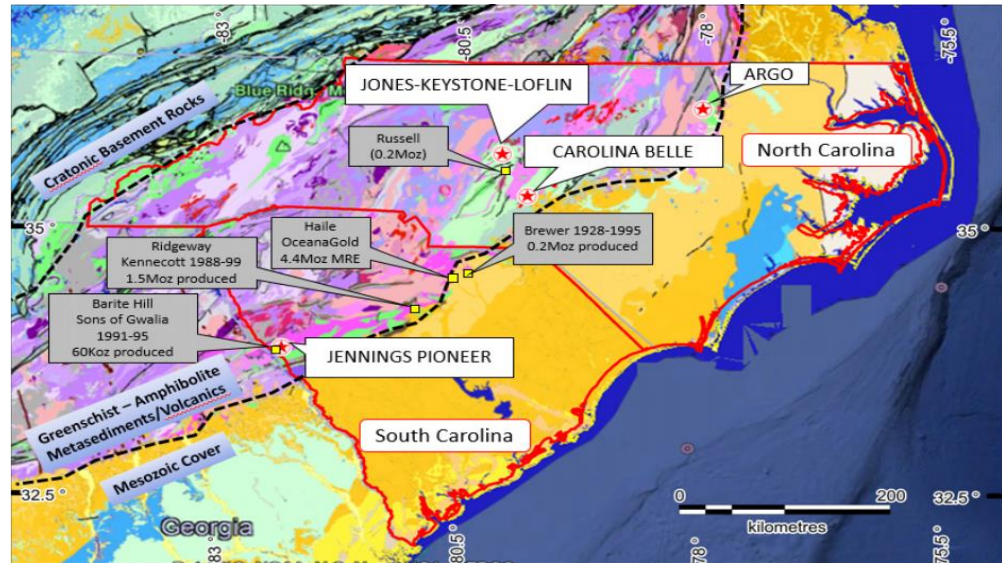 -83 °
-80.5 °
-78 °
-75.5 °
Blue Ridg
JONES-KEYSTONE-LOFLIN
ARGO
Cratonic Basement Rocks
Russell
(0.2Moz)
CAROLINA BELLE
North Carolina
35 °
35 °
Ridgeway
Kennecott 1988-99
1.5Moz produced
Haile
OceanaGold
4.4Moz MRE
Brewer 1928-1995
0.2Moz produced
Barite Hill
Sons of Gwalia
1991-95
60Koz produced
JENNINGS PIONEER
Greenschist – Amphibolite
Metasediments/Volcanics
South Carolina
Mesozoic Cover
32.5 °
32.5 °
0
200
kilometres
Georgia
-83
-80.5 °
-78 °
-75.5 °